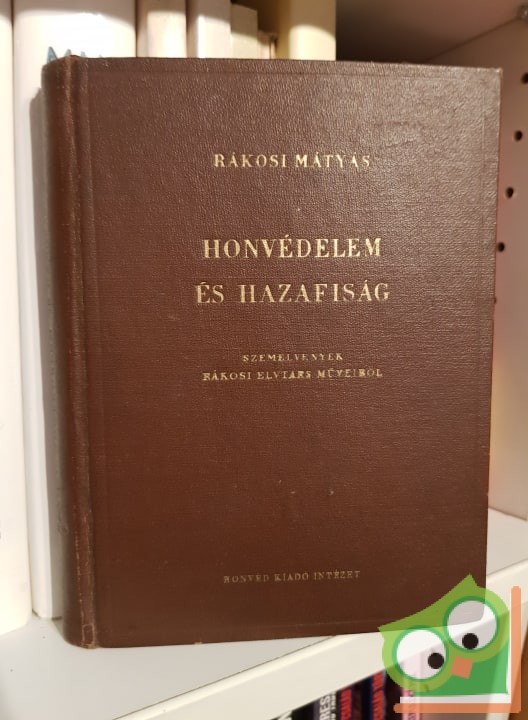 RÁKOSI MÁTYÁS
HONVÉDELEM
ÉS HAZAFISÁG
SZEMELVÉNYEK
RÁKOSI ELVTÁRS MŰVEIBŐL
HONVÉD KIADÓ INTÉZET